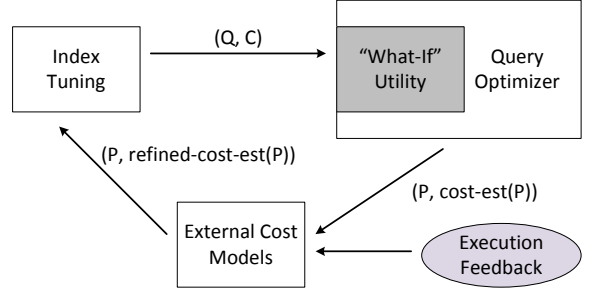 Index
Tuning
(Q, C)
“What-If”
Utility
Query
Optimizer
(P, refined-cost-est(P))
(P, cost-est(P))
External Cost
Models
Execution
Feedback